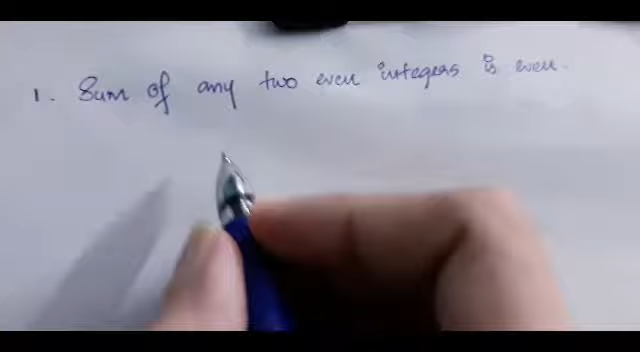 1. Sum of any two even integers is even.